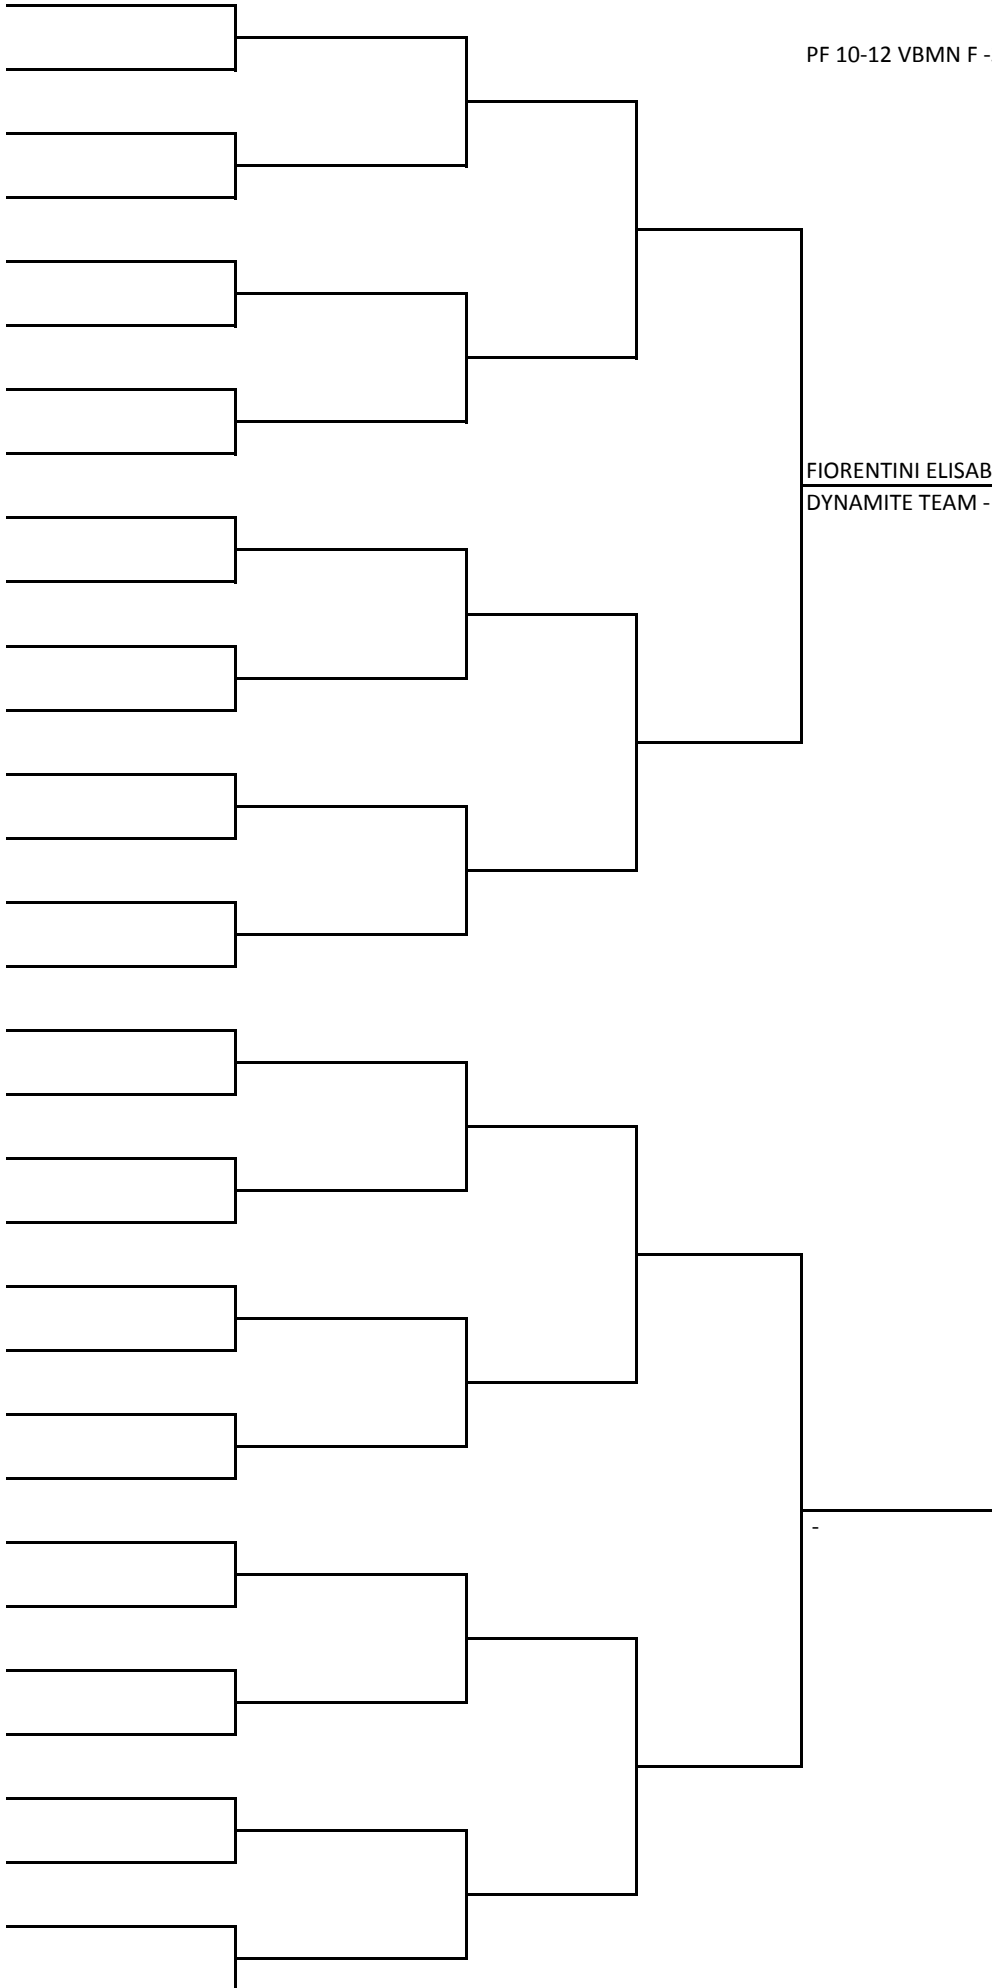 PF 10-12 VBMN F -
FIORENTINI ELISAB
DYNAMITE TEAM -
-